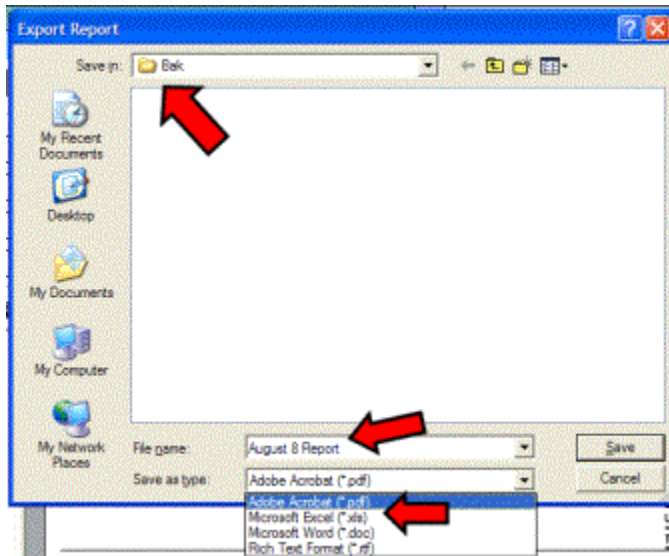 Export Report
Save in: Bak
My Recent
Documents
Desktop
My Documents
My Computer
My Network
Places
File name: August 8 Report Save
Save as type: Adobe Acrobat (*.pdf) Cancel
Adobe Acrobat (*.pdf)
Microsoft Excel (*.xls)
Microsoft Word (*.doc)
Rich Text Format (*.rtf)